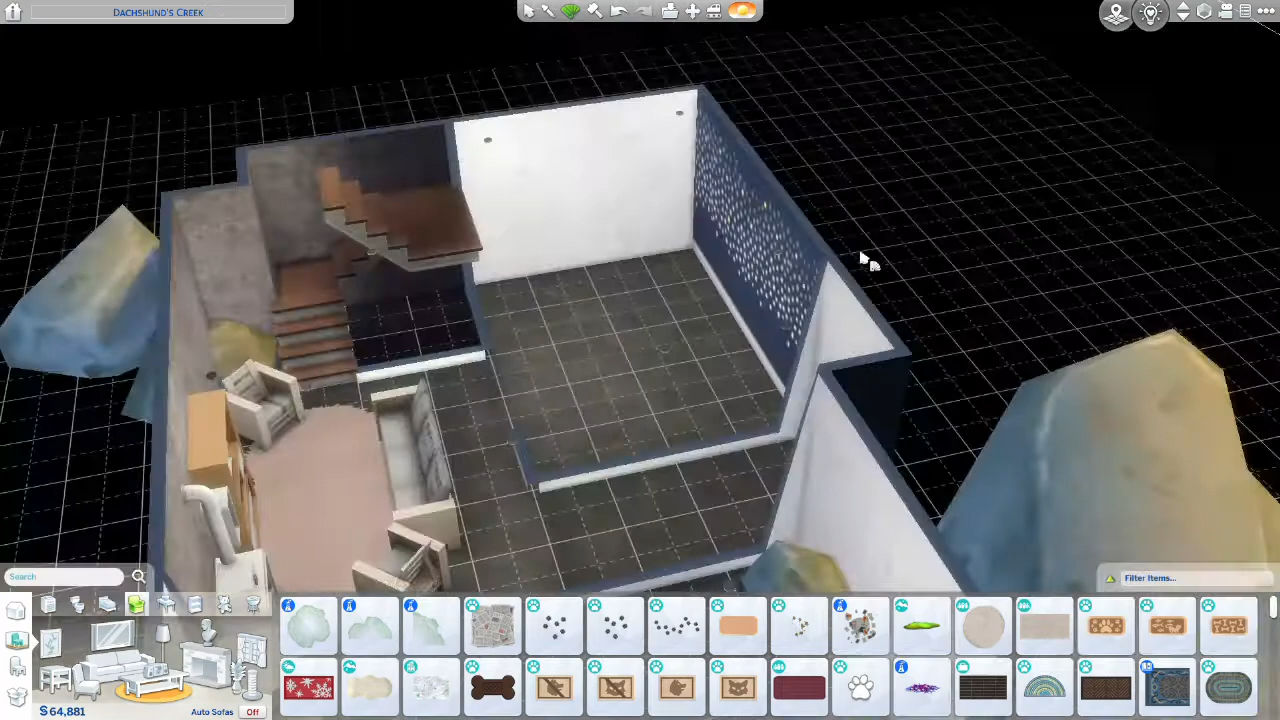 DACHSHUND'S CREEK
Search
Filter Items...
$64,881
Auto Sofas
Off